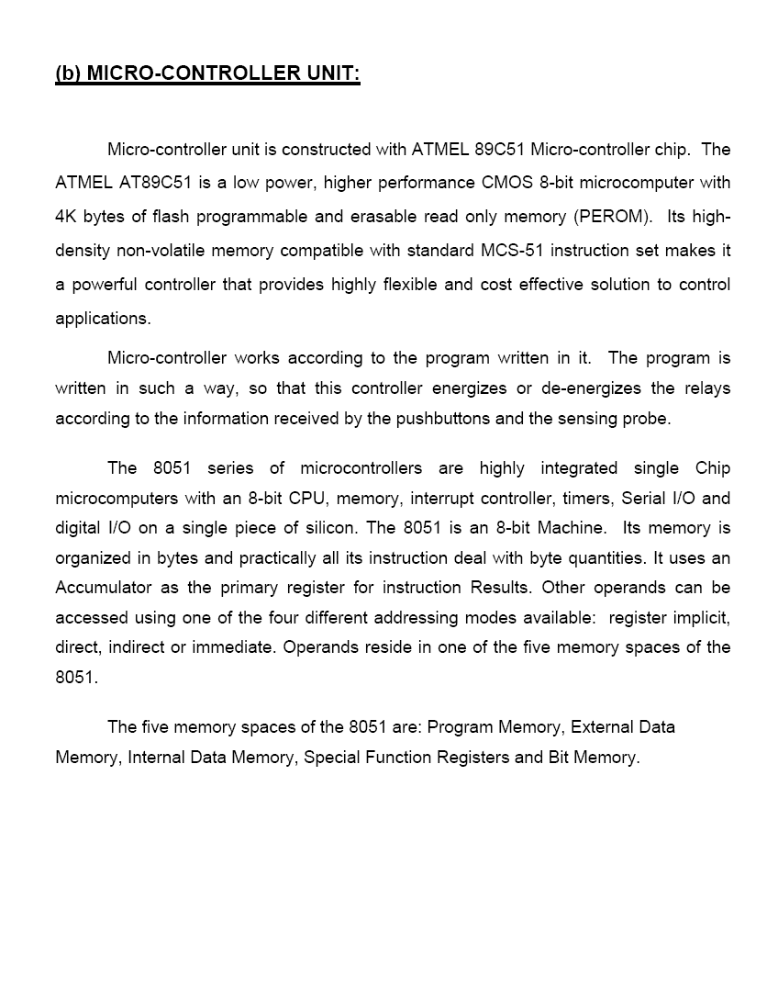 (b) MICRO-CONTROLLER UNIT:
Micro-controller unit is constructed with ATMEL 89C51 Micro-controller chip.  The
ATMEL AT89C51 is a low power, higher performance CMOS 8-bit microcomputer with
4K bytes of flash programmable and erasable read only memory (PEROM).  Its high-
density non-volatile memory compatible with standard MCS-51 instruction set makes it
a powerful controller that provides highly flexible and cost effective solution to control
applications.
Micro-controller works according to the program written in it.  The program is
written in such a way, so that this controller energizes or de-energizes the relays
according to the information received by the pushbuttons and the sensing probe.
The 8051 series of microcontrollers are highly integrated single Chip
microcomputers with an 8-bit CPU, memory, interrupt controller, timers, Serial I/O and
digital I/O on a single piece of silicon. The 8051 is an 8-bit Machine.  Its memory is
organized in bytes and practically all its instruction deal with byte quantities. It uses an
Accumulator as the primary register for instruction Results. Other operands can be
accessed using one of the four different addressing modes available:  register implicit,
direct, indirect or immediate. Operands reside in one of the five memory spaces of the
8051.
The five memory spaces of the 8051 are: Program Memory, External Data
Memory, Internal Data Memory, Special Function Registers and Bit Memory.